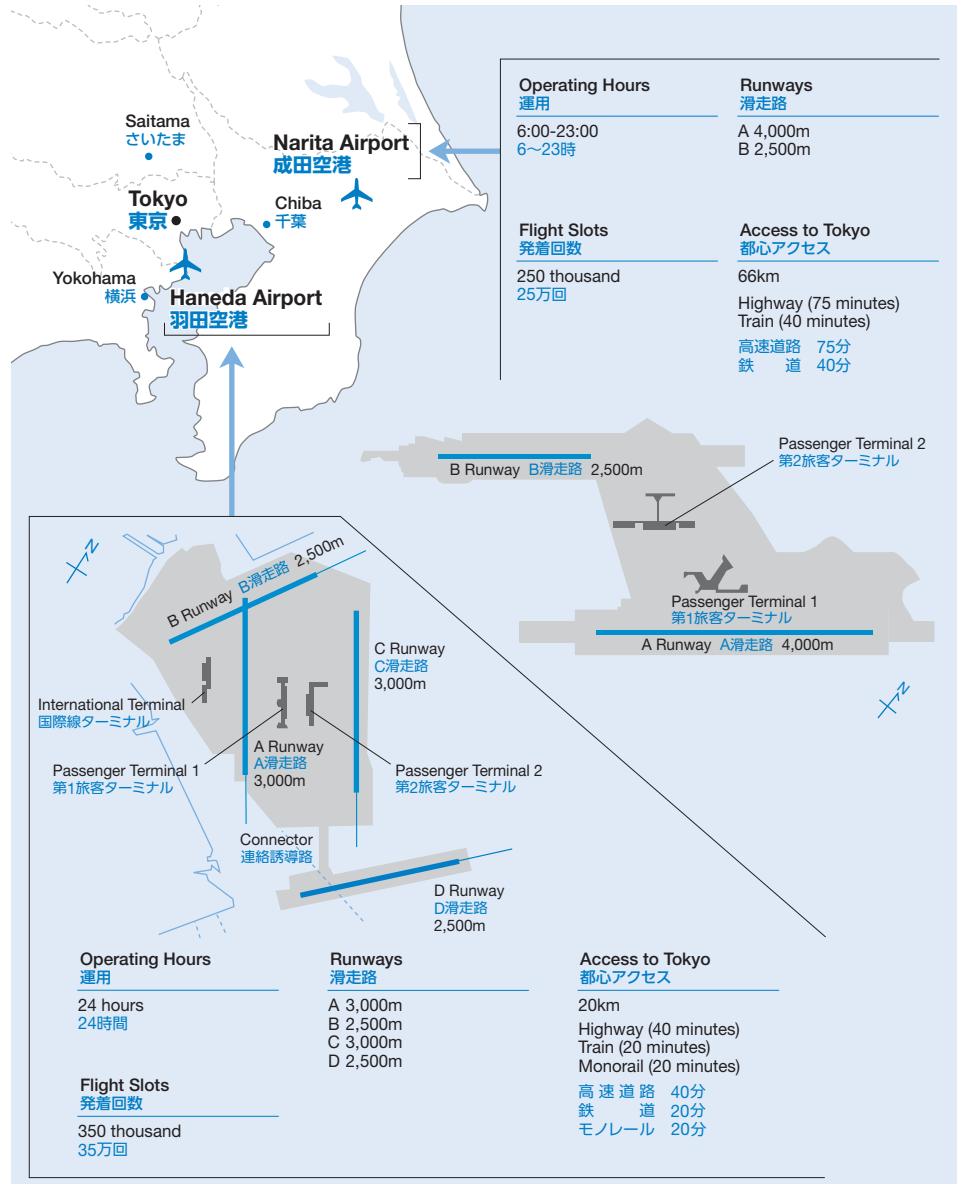 Saitama
さいたま
Narita Airport
成田空港
Tokyo
東京
Chiba
千葉
Yokohama
横浜
Haneda Airport
羽田空港
Operating Hours
運用
6:00-23:00
6〜23時
Runways
滑走路
A 4,000m
B 2,500m
Flight Slots
発着回数
250 thousand
25万回
Access to Tokyo
都心アクセス
66km
Highway (75 minutes)
Train (40 minutes)
高速道路 75分
鉄 道 40分
Passenger Terminal 2
第2旅客ターミナル
B Runway B滑走路 2,500m
Passenger Terminal 1
第1旅客ターミナル
A Runway A滑走路 4,000m
N
N
B Runway B滑走路 2,500m
C Runway
C滑走路
3,000m
International Terminal
国際線ターミナル
A Runway
A滑走路
3,000m
Passenger Terminal 1
第1旅客ターミナル
Passenger Terminal 2
第2旅客ターミナル
Connector
連絡誘導路
D Runway
D滑走路
2,500m
Operating Hours
運用
24 hours
24時間
Runways
滑走路
A 3,000m
B 2,500m
C 3,000m
D 2,500m
Access to Tokyo
都心アクセス
20km
Highway (40 minutes)
Train (20 minutes)
Monorail (20 minutes)
高速道路 40分
鉄 道 20分
モノレール 20分
Flight Slots
発着回数
350 thousand
35万回